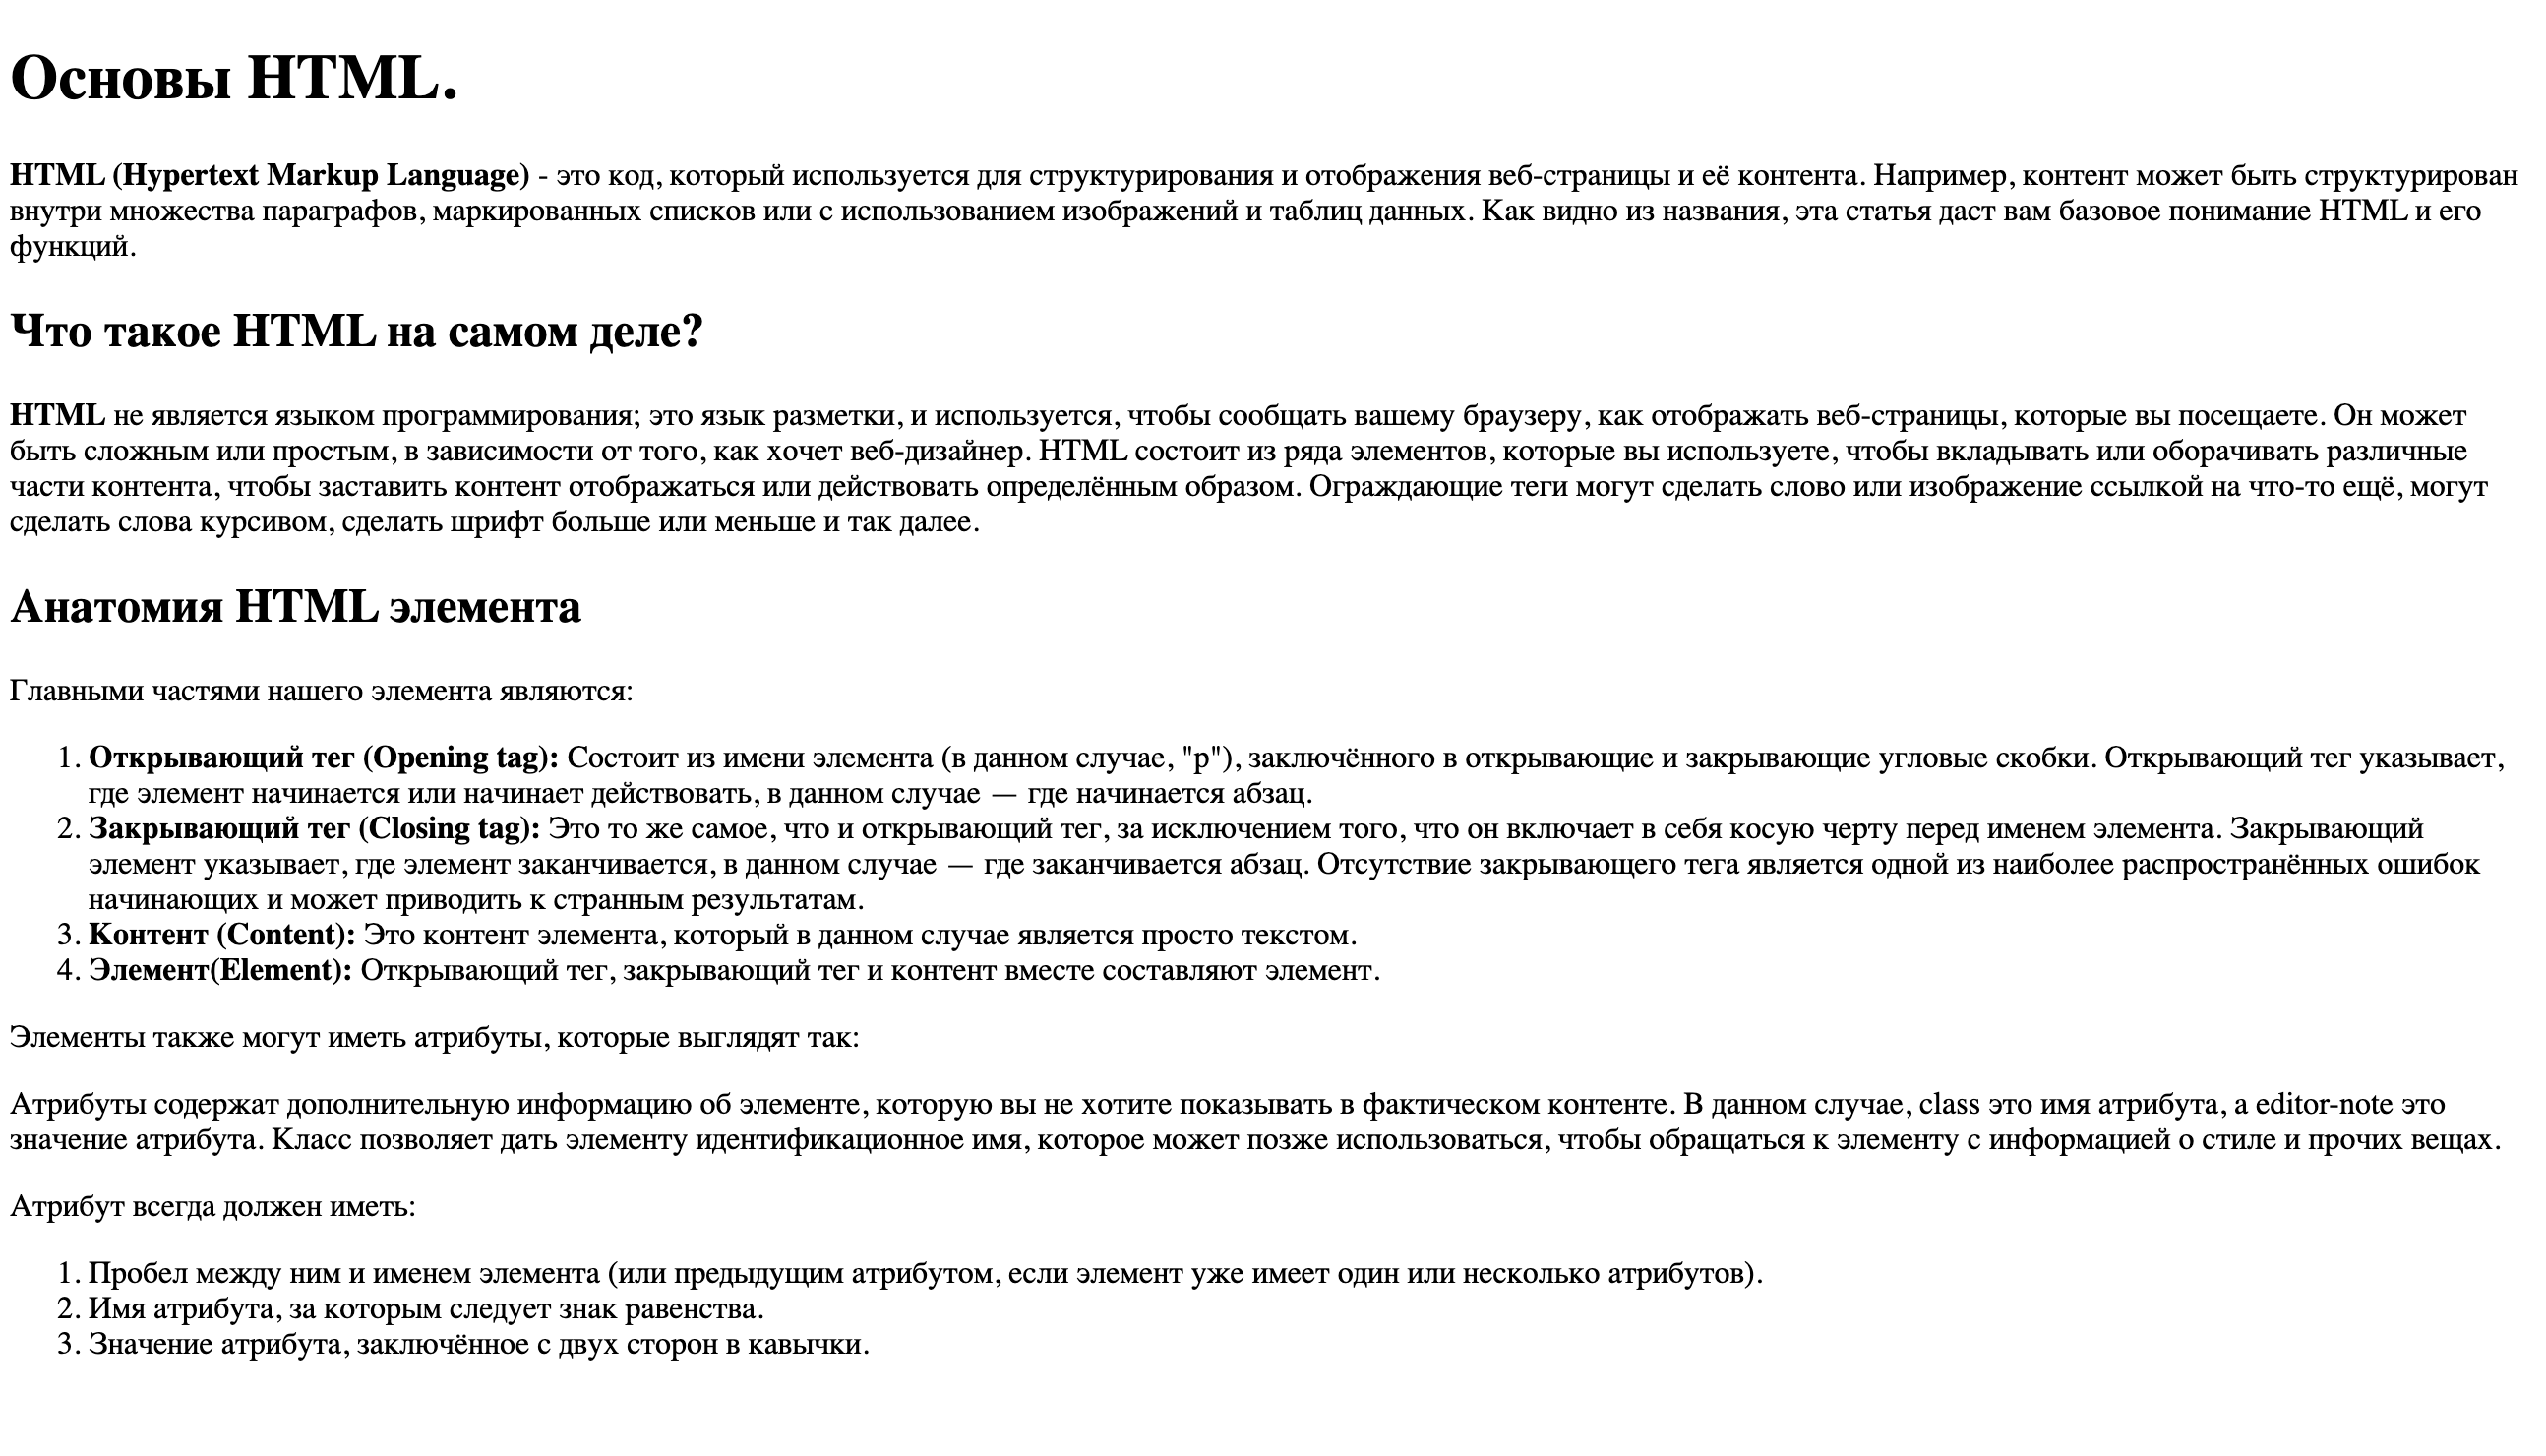 Основы HTML.
HTML (Hypertext Markup Language) - это код, который используется для структурирования и отображения веб-страницы и её контента. Например, контент может быть структурирован
внутри множества параграфов, маркированных списков или с использованием изображений и таблиц данных. Как видно из названия, эта статья даст вам базовое понимание HTML и его
функций.
Что такое HTML на самом деле?
HTML не является языком программирования; это язык разметки, и используется, чтобы сообщать вашему браузеру, как отображать веб-страницы, которые вы посещаете. Он может
быть сложным или простым, в зависимости от того, как хочет веб-дизайнер. HTML состоит из ряда элементов, которые вы используете, чтобы вкладывать или оборачивать различные
части контента, чтобы заставить контент отображаться или действовать определённым образом. Ограждающие теги могут сделать слово или изображение ссылкой на что-то ещё, могут
сделать слова курсивом, сделать шрифт больше или меньше и так далее.
Анатомия HTML элемента
Главными частями нашего элемента являются:
1. Открывающий тег (Opening tag): Состоит из имени элемента (в данном случае, "p"), заключённого в открывающие и закрывающие угловые скобки. Открывающий тег указывает,
где элемент начинается или начинает действовать, в данном случае — где начинается абзац.
2. Закрывающий тег (Closing tag): Это то же самое, что и открывающий тег, за исключением того, что он включает в себя косую черту перед именем элемента. Закрывающий
элемент указывает, где элемент заканчивается, в данном случае — где заканчивается абзац. Отсутствие закрывающего тега является одной из наиболее распространённых ошибок
начинающих и может приводить к странным результатам.
3. Контент (Content): Это контент элемента, который в данном случае является просто текстом.
4. Элемент(Element): Открывающий тег, закрывающий тег и контент вместе составляют элемент.
Элементы также могут иметь атрибуты, которые выглядят так:
Атрибуты содержат дополнительную информацию об элементе, которую вы не хотите показывать в фактическом контенте. В данном случае, class это имя атрибута, а editor-note это
значение атрибута. Класс позволяет дать элементу идентификационное имя, которое может позже использоваться, чтобы обращаться к элементу с информацией о стиле и прочих вещах.
Атрибут всегда должен иметь:
1. Пробел между ним и именем элемента (или предыдущим атрибутом, если элемент уже имеет один или несколько атрибутов).
2. Имя атрибута, за которым следует знак равенства.
3. Значение атрибута, заключённое с двух сторон в кавычки.